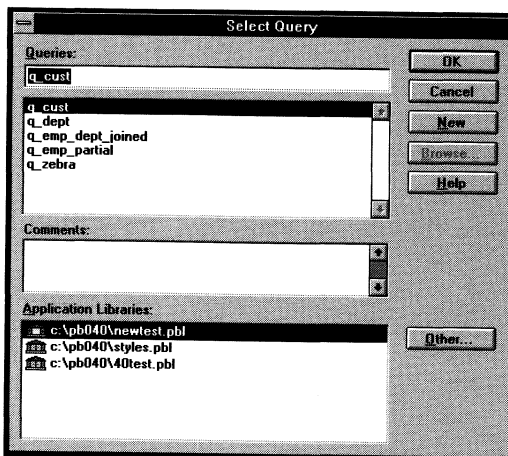 Select Query
Queries:
q_cust
q_cust
q_dept
q_emp_dept_joined
q_emp_partial
q_zebra
Comments:
Application Libraries:
c:\pb040\newtest.pbl
c:\pb040\styles.pbl
c:\pb040\40test.pbl
OK
Cancel
New
Browse...
Help
Other...